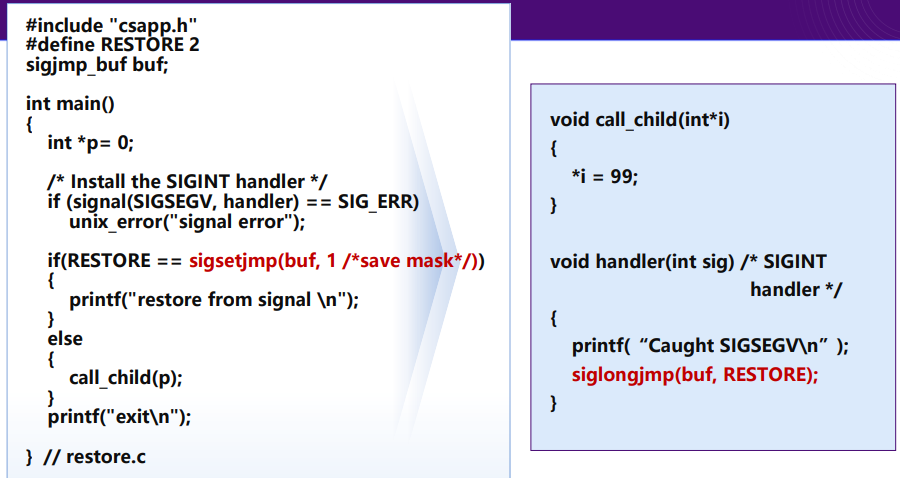 #include "csapp.h"
#define RESTORE 2
sigjmp_buf buf;
int main()
{
int *p= 0;
/* Install the SIGINT handler */
if (signal(SIGSEGV, handler) == SIG_ERR)
unix_error("signal error");
if(RESTORE == sigsetjmp(buf, 1 /*save mask*/))
{
printf("restore from signal \n");
}
else
{
call_child(p);
}
printf("exit\n");
} // restore.c
void call_child(int*i)
{
*i = 99;
}
void handler(int sig) /* SIGINT
handler */
{
printf( “Caught SIGSEGV\n” );
siglongjmp(buf, RESTORE);
}